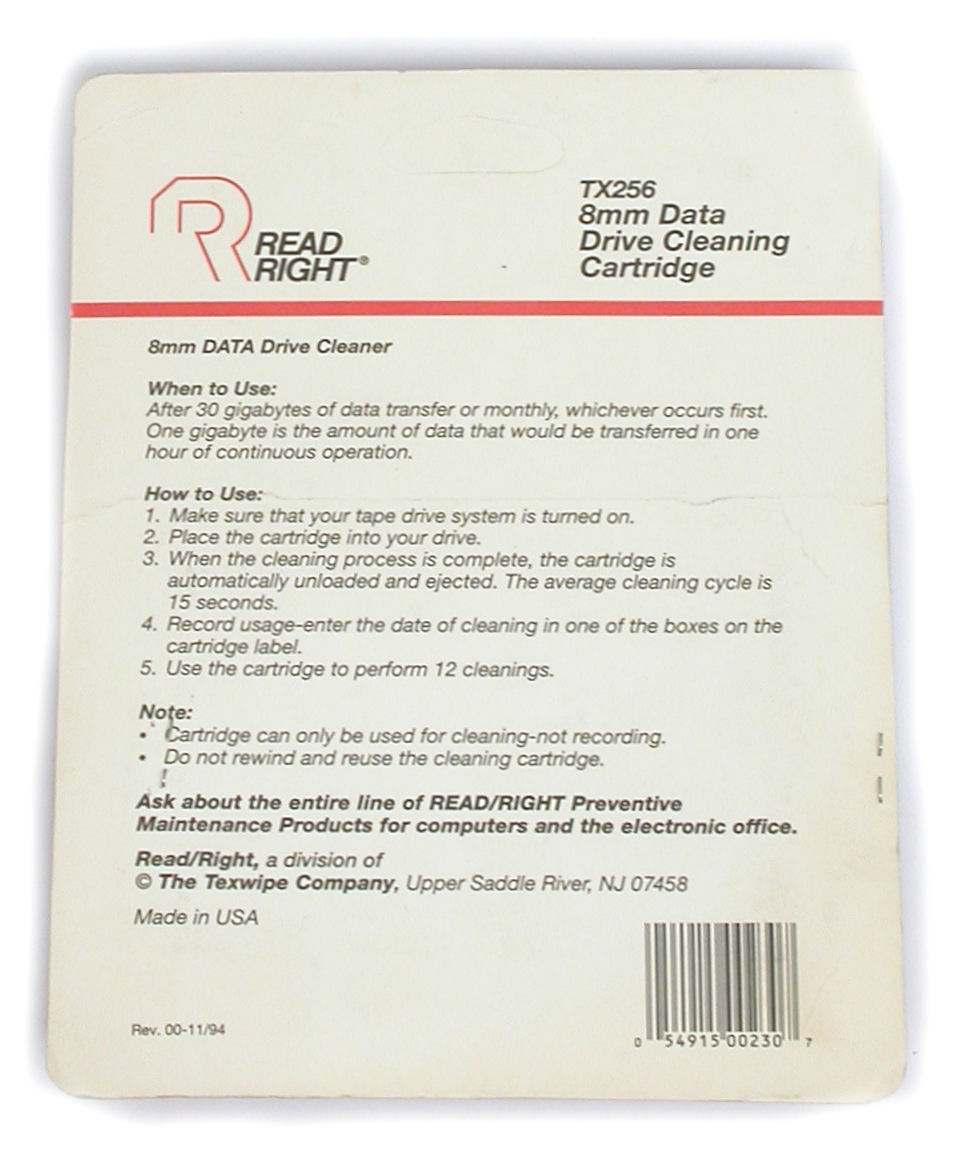 READ
RIGHT®
TX256
8mm Data
Drive Cleaning
Cartridge
8mm DATA Drive Cleaner
When to Use:
After 30 gigabytes of data transfer or monthly, whichever occurs first.
One gigabyte is the amount of data that would be transferred in one
hour of continuous operation.
How to Use:
1. Make sure that your tape drive system is turned on.
2. Place the cartridge into your drive.
3. When the cleaning process is complete, the cartridge is
automatically unloaded and ejected. The average cleaning cycle is
15 seconds.
4. Record usage-enter the date of cleaning in one of the boxes on the
cartridge label.
5. Use the cartridge to perform 12 cleanings.
Note:
• Cartridge can only be used for cleaning-not recording.
• Do not rewind and reuse the cleaning cartridge.
Ask about the entire line of READ/RIGHT Preventive
Maintenance Products for computers and the electronic office.
Read/Right, a division of
© The Texwipe Company, Upper Saddle River, NJ 07458
Made in USA
Rev. 00-11/94
0 54915 00230 7